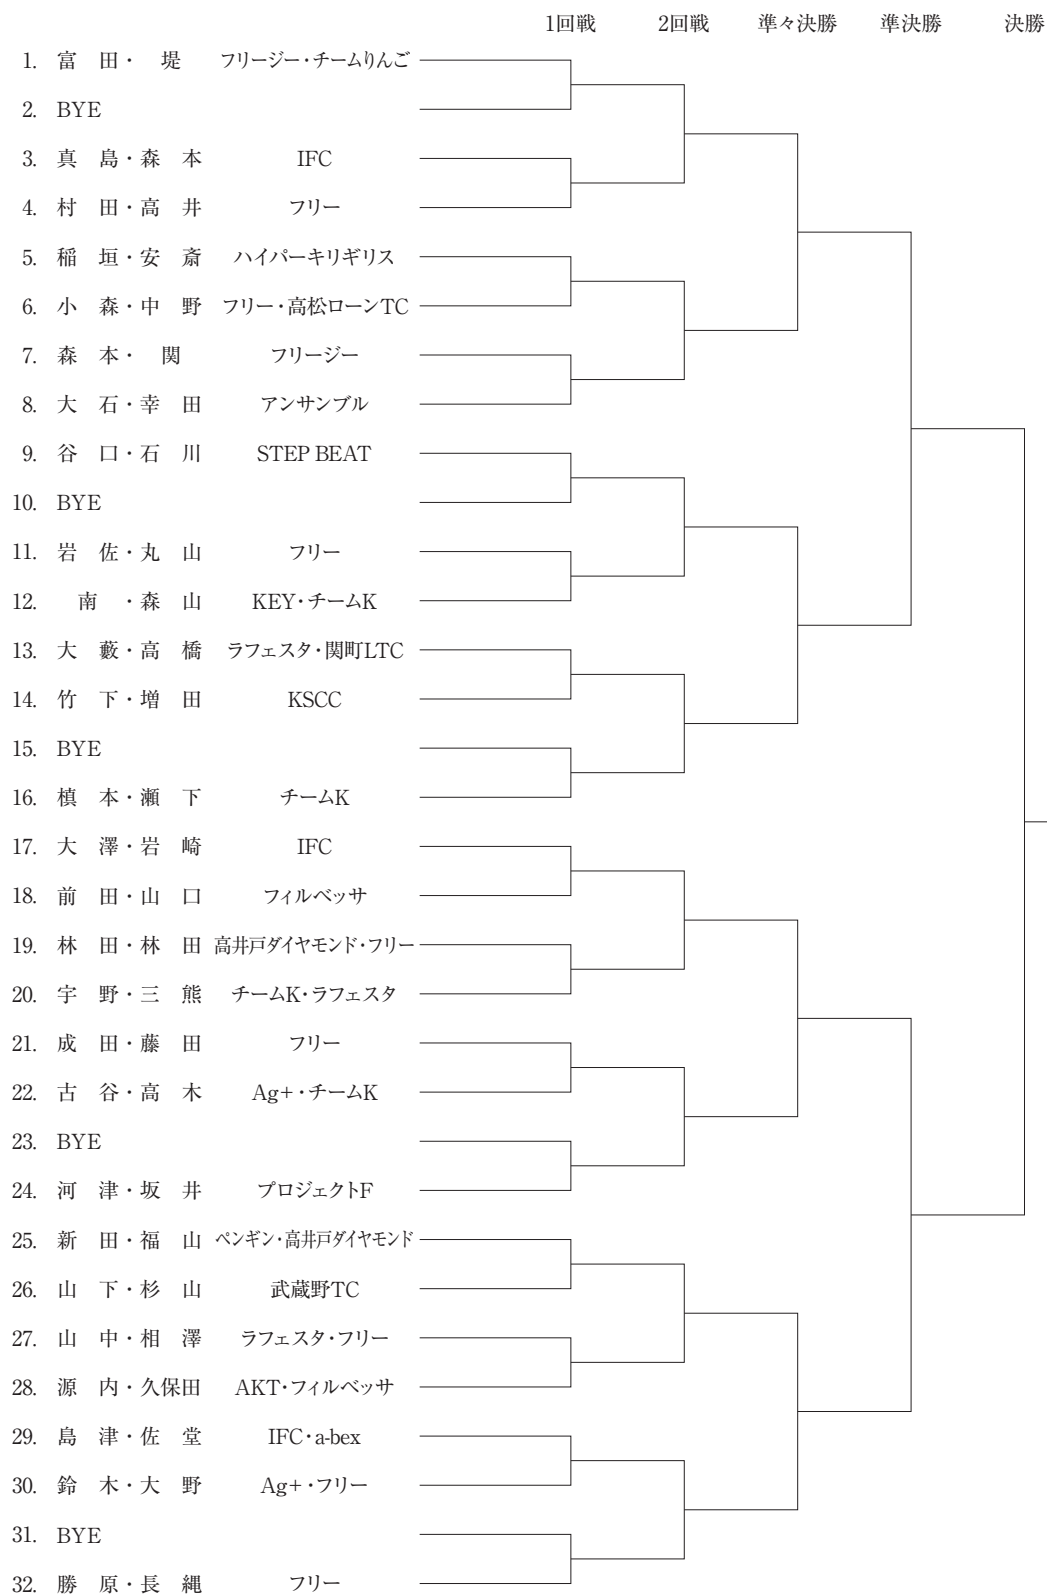 1回戦 2回戦 準々決勝 準決勝 決勝
1. 富 田・ 堤 フリージー・チームりんご
2. BYE
3. 真 島・森 本 IFC
4. 村 田・高 井 フリー
5. 稲 垣・安 斎 ハイパーキリギリス
6. 小 森・中 野 フリー・高松ローンTC
7. 森 本・ 関 フリージー
8. 大 石・幸 田 アンサンブル
9. 谷 口・石 川 STEP BEAT
10. BYE
11. 岩 佐・丸 山 フリー
12. 南 ・森 山 KEY・チームK
13. 大 藪・高 橋 ラフェスタ・関町LTC
14. 竹 下・増 田 KSCC
15. BYE
16. 槙 本・瀬 下 チームK
17. 大 澤・岩 崎 IFC
18. 前 田・山 口 フィルベッサ
19. 林 田・林 田 高井戸ダイヤモンド・フリー
20. 宇 野・三 熊 チームK・ラフェスタ
21. 成 田・藤 田 フリー
22. 古 谷・高 木 Ag+・チームK
23. BYE
24. 河 津・坂 井 プロジェクトF
25. 新 田・福 山 ペンギン・高井戸ダイヤモンド
26. 山 下・杉 山 武蔵野TC
27. 山 中・相 澤 ラフェスタ・フリー
28. 源 内・久保田 AKT・フィルベッサ
29. 島 津・佐 堂 IFC・a-bex
30. 鈴 木・大 野 Ag+・フリー
31. BYE
32. 勝 原・長 縄 フリー